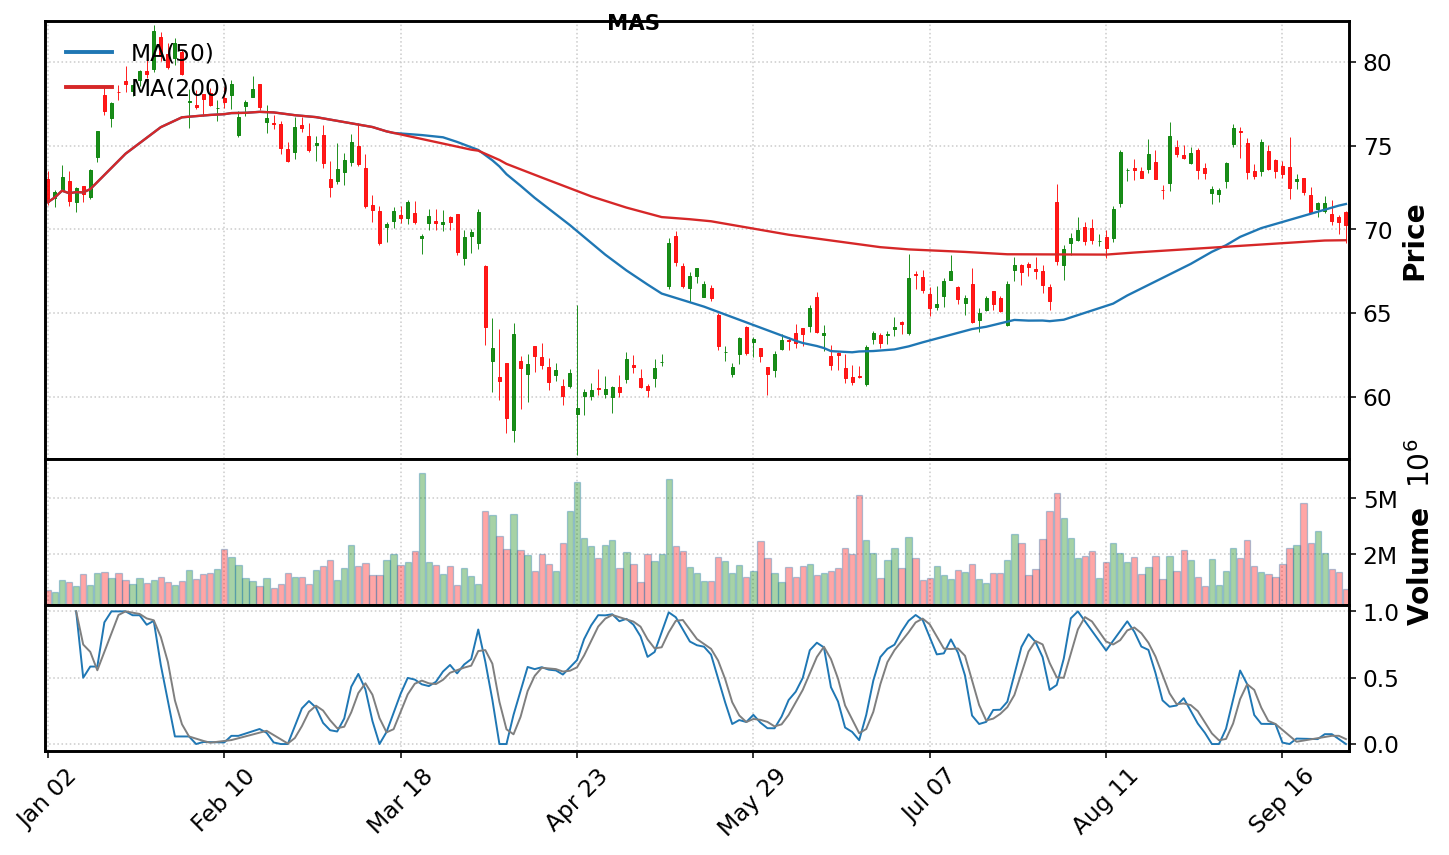 MAS
MA(50)
MA(200)
80
75
70
65
60
Price
5M
2M
Volume 10^6
1.0
0.5
0.0
Jan 02
Feb 10
Mar 18
Apr 23
May 29
Jul 07
Aug 11
Sep 16